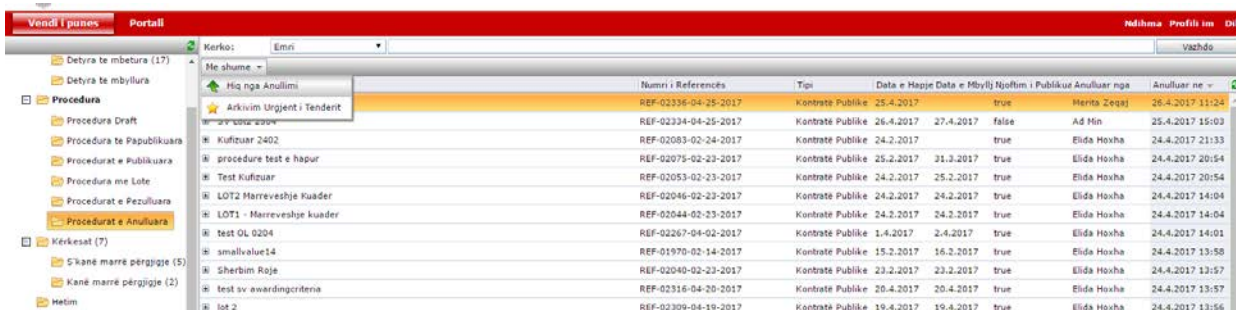 Vendi i punes Portali Ndihma Profili im
Kerko: Emri Vazhdo
Detyra te mbetura (17)
Me shume
Detyra te mbyllura
Hiq nga Anullimi
Numri i Referencës Tipi Data e Hapje Data e Mbyllj Njoftim i Publikua Anulluar nga Anulluar ne
Procedura
Arkivim Urgjent i Tenderit
REF-02336-04-25-2017 Kontratë Publike 25.4.2017 true Merita Zeqaj 26.4.2017 11:24
Procedura Draft
REF-02334-04-25-2017 Kontratë Publike 26.4.2017 27.4.2017 false Ad Min 25.4.2017 15:03
Procedura te Papublikuara
Kufizuar 2402 REF-02083-02-24-2017 Kontratë Publike 24.2.2017 true Elida Hoxha 24.4.2017 21:33
Procedurat e Publikuara
procedure test e hapur REF-02075-02-23-2017 Kontratë Publike 25.2.2017 31.3.2017 true Elida Hoxha 24.4.2017 20:54
Procedura me Lote
Test Kufizuar REF-02053-02-23-2017 Kontratë Publike 24.2.2017 25.2.2017 true Elida Hoxha 24.4.2017 20:54
Procedurat e Pezulluara
LOT2 Marreveshje Kuader REF-02046-02-23-2017 Kontratë Publike 24.2.2017 24.2.2017 true Elida Hoxha 24.4.2017 14:04
Procedurat e Anulluara
LOT1 - Marreveshje kuader REF-02044-02-23-2017 Kontratë Publike 24.2.2017 24.2.2017 true Elida Hoxha 24.4.2017 14:04
test OL 0204 REF-02267-04-02-2017 Kontratë Publike 1.4.2017 2.4.2017 true Elida Hoxha 24.4.2017 14:01
Kërkesat (7)
smallvalue14 REF-01970-02-14-2017 Kontratë Publike 15.2.2017 16.2.2017 true Elida Hoxha 24.4.2017 13:58
S'kanë marrë përgjigje (5)
Sherbim Roje REF-02040-02-23-2017 Kontratë Publike 23.2.2017 23.2.2017 true Elida Hoxha 24.4.2017 13:57
Kanë marrë përgjigje (2)
test sv awardingcriteria REF-02316-04-20-2017 Kontratë Publike 20.4.2017 20.4.2017 true Elida Hoxha 24.4.2017 13:57
Hetim
lot 2 REF-02309-04-19-2017 Kontratë Publike 19.4.2017 19.4.2017 true Elida Hoxha 24.4.2017 13:56